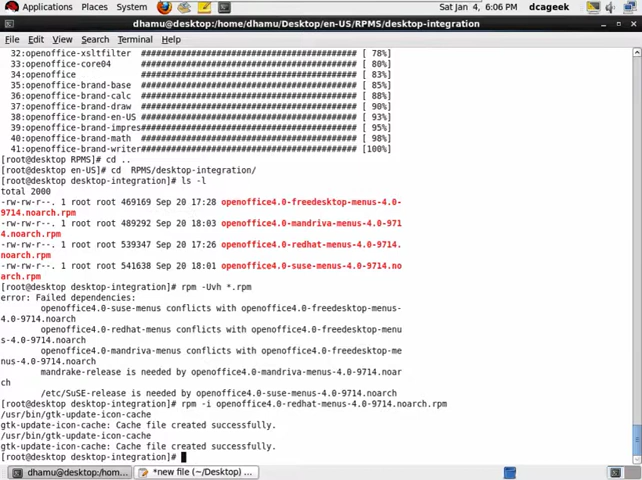 Applications Places System Sat Jan 4, 6:06 PM dcageek
dhamu@desktop:/home/dhamu/Desktop/en-US/RPMS/desktop-integration
File Edit View Search Terminal Help
32:openoffice-xsltfilter ######################################## [ 78%]
33:openoffice-core04 ######################################## [ 80%]
34:openoffice ######################################## [ 83%]
35:openoffice-brand-base ######################################## [ 85%]
36:openoffice-brand-calc ######################################## [ 88%]
37:openoffice-brand-draw ######################################## [ 90%]
38:openoffice-brand-en-US ######################################## [ 93%]
39:openoffice-brand-impres######################################## [ 95%]
40:openoffice-brand-math ######################################## [ 98%]
41:openoffice-brand-writer######################################## [100%]
[root@desktop RPMS]# cd ..
[root@desktop en-US]# cd RPMS/desktop-integration/
[root@desktop desktop-integration]# ls -l
total 2000
-rw-rw-r--. 1 root root 469169 Sep 20 17:28 openoffice4.0-freedesktop-menus-4.0-
9714.noarch.rpm
-rw-rw-r--. 1 root root 489292 Sep 20 18:03 openoffice4.0-mandriva-menus-4.0-971
4.noarch.rpm
-rw-rw-r--. 1 root root 539347 Sep 20 17:26 openoffice4.0-redhat-menus-4.0-9714.
noarch.rpm
-rw-rw-r--. 1 root root 541638 Sep 20 18:01 openoffice4.0-suse-menus-4.0-9714.no
arch.rpm
[root@desktop desktop-integration]# rpm -Uvh *.rpm
error: Failed dependencies:
openoffice4.0-suse-menus conflicts with openoffice4.0-freedesktop-menus-
4.0-9714.noarch
openoffice4.0-redhat-menus conflicts with openoffice4.0-freedesktop-menu
s-4.0-9714.noarch
openoffice4.0-mandriva-menus conflicts with openoffice4.0-freedesktop-me
nus-4.0-9714.noarch
mandrake-release is needed by openoffice4.0-mandriva-menus-4.0-9714.noar
ch
/etc/SuSE-release is needed by openoffice4.0-suse-menus-4.0-9714.noarch
[root@desktop desktop-integration]# rpm -i openoffice4.0-redhat-menus-4.0-9714.noarch.rpm
/usr/bin/gtk-update-icon-cache
gtk-update-icon-cache: Cache file created successfully.
/usr/bin/gtk-update-icon-cache
gtk-update-icon-cache: Cache file created successfully.
[root@desktop desktop-integration]#
dhamu@desktop:/hom... *new file (~/Desktop) ...